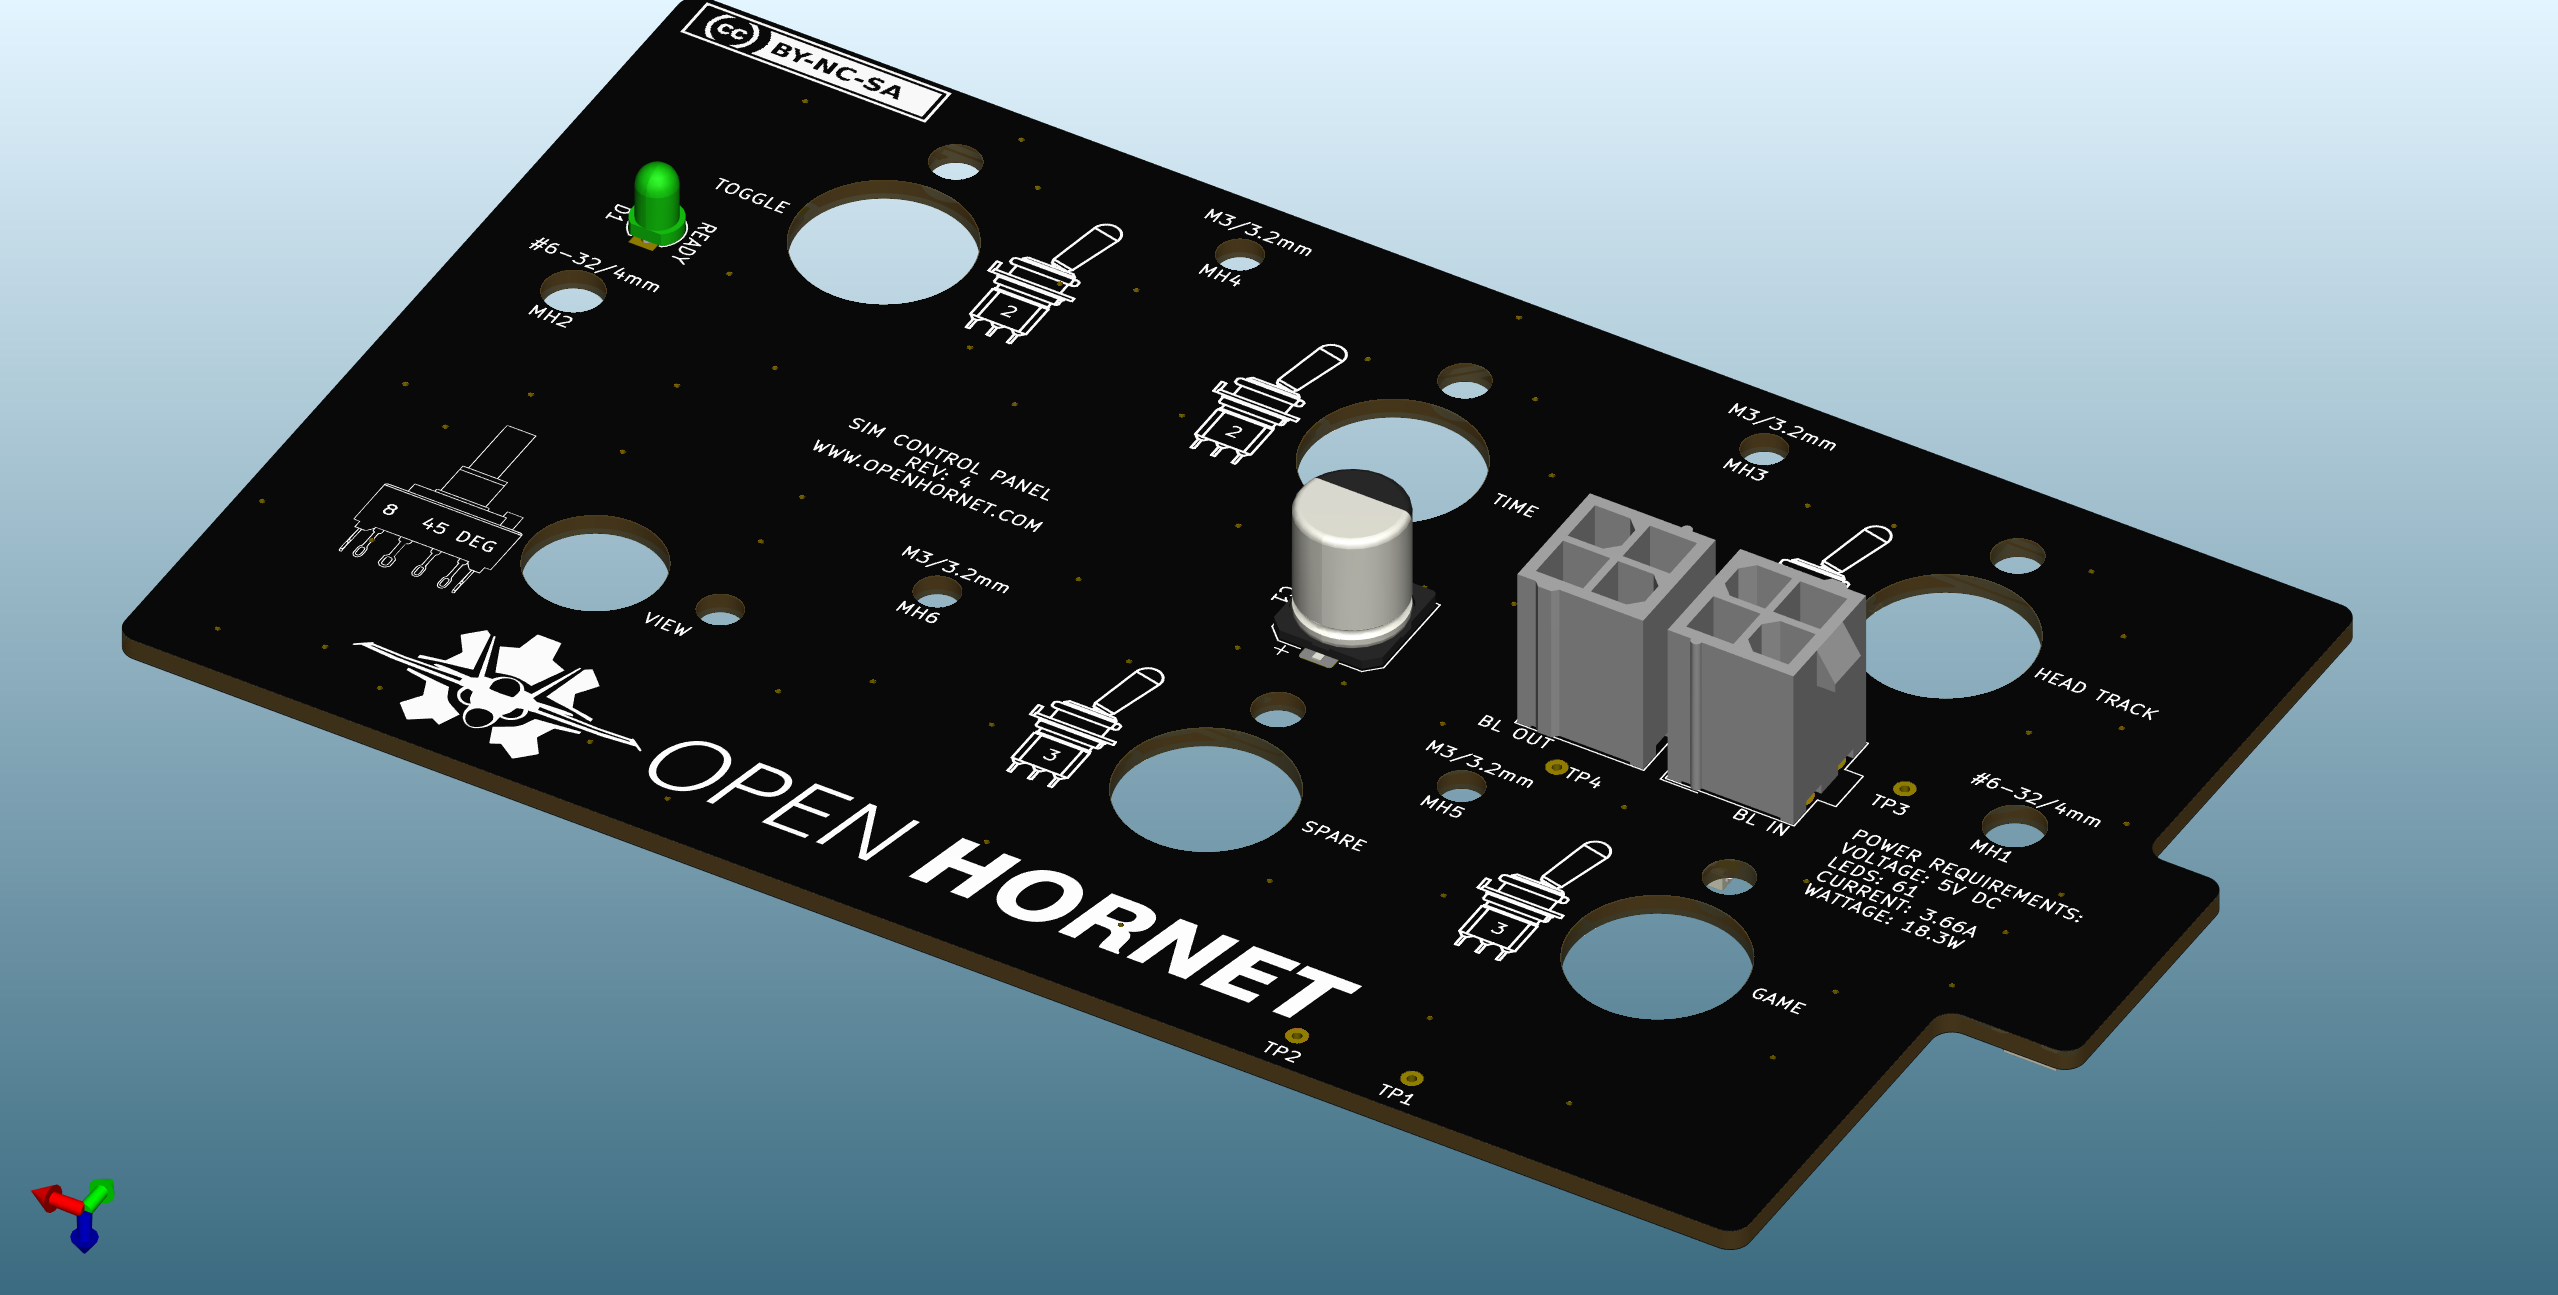 CC BY-NC-SA
TOGGLE
D1
READY
#6-32/4mm
MH2
2
M3/3.2mm
MH4
2
TIME
M3/3.2mm
MH3
8 45 DEG
VIEW
SIM CONTROL PANEL
REV: 4
WWW.OPENHORNET.COM
M3/3.2mm
MH6
+
HEAD TRACK
OPEN HORNET
3
SPARE
BL OUT
M3/3.2mm
MH5
TP4
BL IN
TP3
#6-32/4mm
MH1
POWER REQUIREMENTS:
VOLTAGE: 5V DC
LEDS: 61
CURRENT: 3.66A
WATTAGE: 18.3W
3
GAME
TP2
TP1